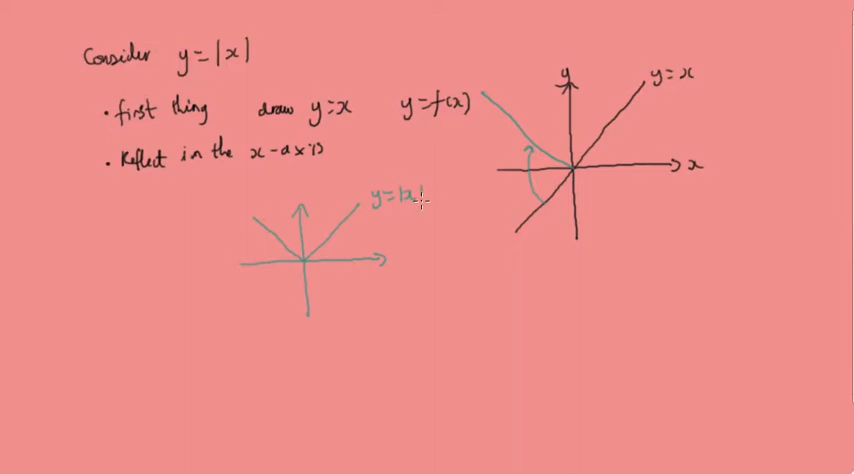 Consider y=|x|
• first thing draw y=x y=f(x)
• Reflect in the x-axis
y=|x|
y
y=x
x